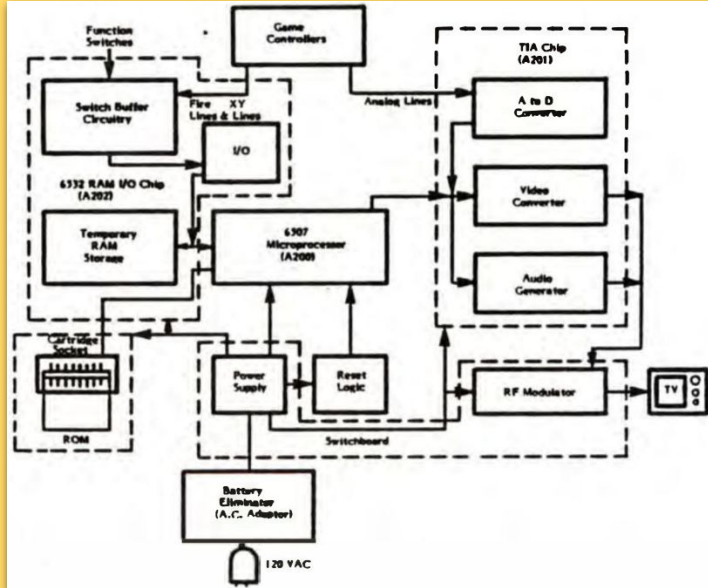 Function
Switches
Game
Controllers
TIA Chip
(A201)
Switch Buffer
Circuitry
Fire XY
Lines & Lines
Analog Lines
A to D
Converter
I/O
6532 RAM I/O Chip
(A202)
Video
Converter
Temporary
RAM
Storage
6507
Microprocessor
(A200)
Audio
Generator
Cartridge
Socket
Power
Supply
Reset
Logic
RF Modulator
TV
ROM
Switchboard
Battery
Eliminator
(A.C. Adaptor)
120 VAC